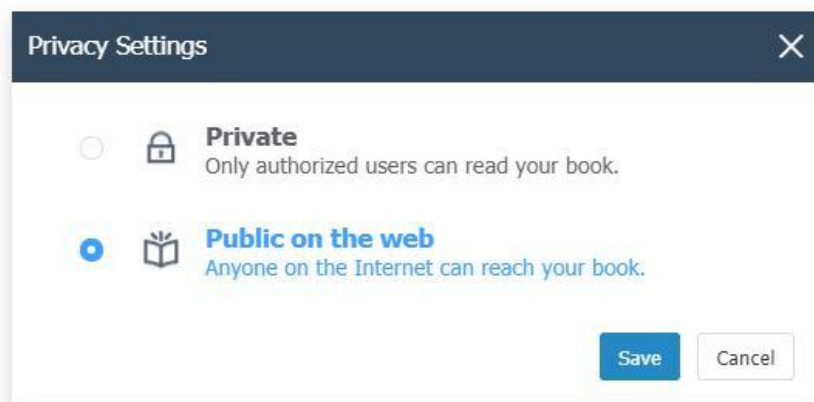 Privacy Settings
Private
Only authorized users can read your book.
Public on the web
Anyone on the Internet can reach your book.
Save Cancel